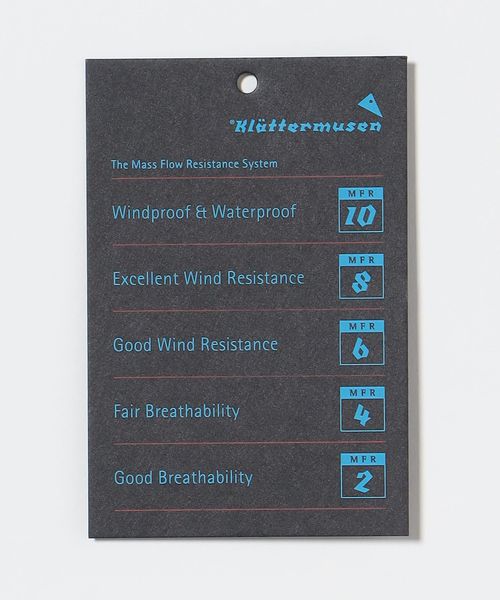 ®Klättermusen
The Mass Flow Resistance System
Windproof & Waterproof
MFR
10
Excellent Wind Resistance
MFR
8
Good Wind Resistance
MFR
6
Fair Breathability
MFR
4
Good Breathability
MFR
2